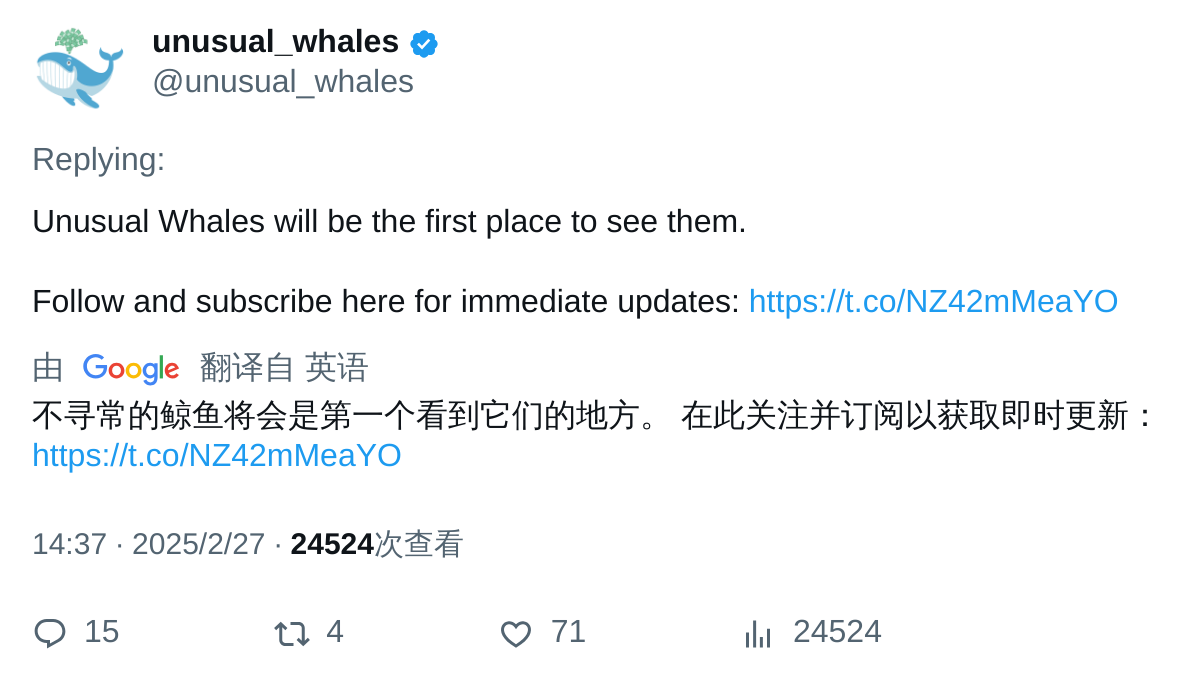 unusual_whales
@unusual_whales
Replying:
Unusual Whales will be the first place to see them.
Follow and subscribe here for immediate updates: https://t.co/NZ42mMeaYO
由 Google 翻译自 英语
不寻常的鲸鱼将会是第一个看到它们的地方。 在此关注并订阅以获取即时更新：
https://t.co/NZ42mMeaYO
14:37 · 2025/2/27 · 24524次查看
15 4 71 24524